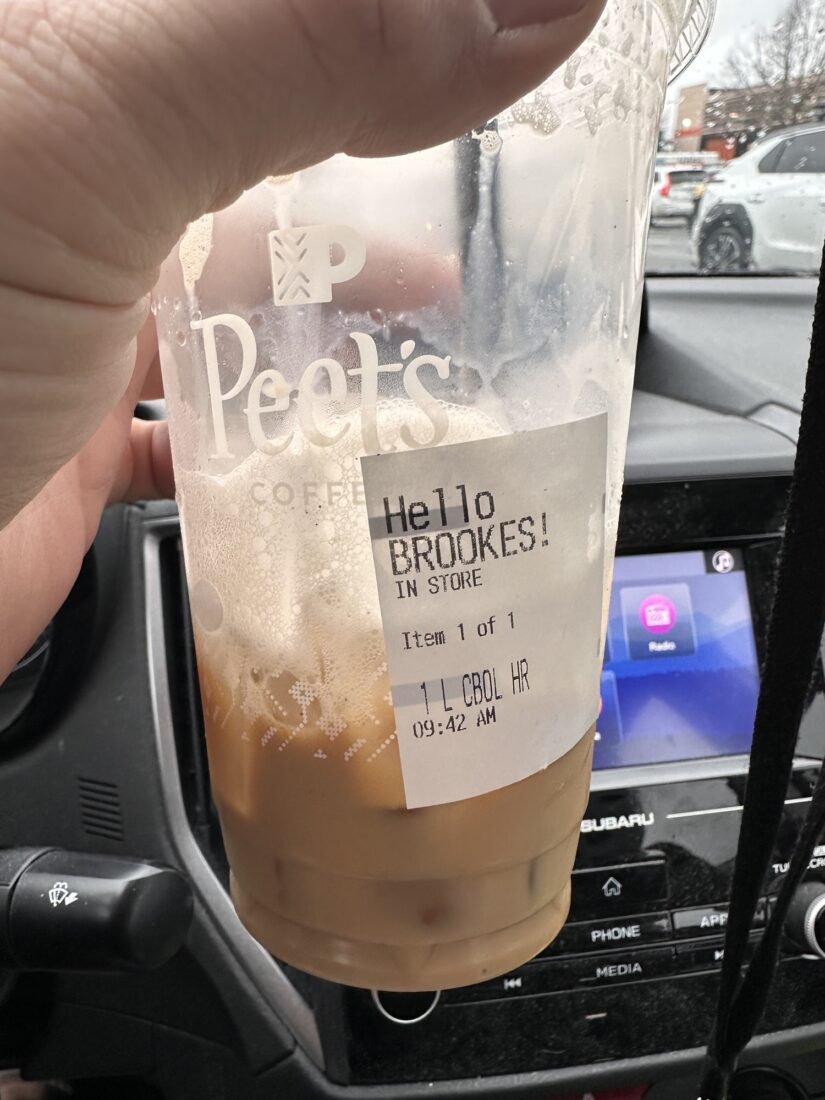 Peet's
COFFE
Hello
BROOKES!
IN STORE
Item 1 of 1
1 L CBOL HR
09:42 AM
Radio
SUBARU
PHONE
APP
MEDIA